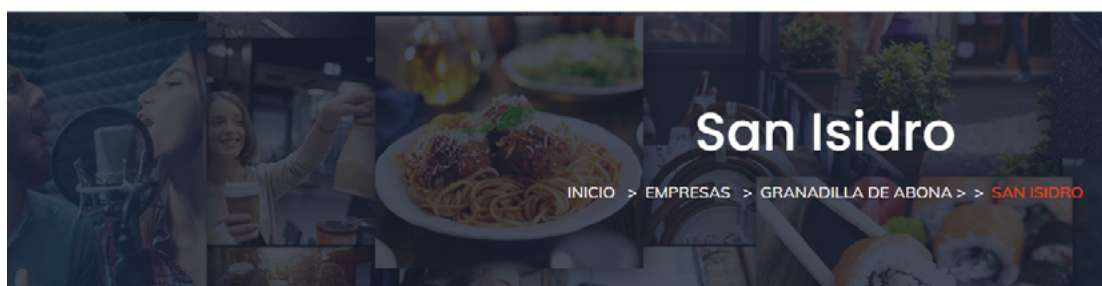 San Isidro
INICIO > EMPRESAS > GRANADILLA DE ABONA > > SAN ISIDRO